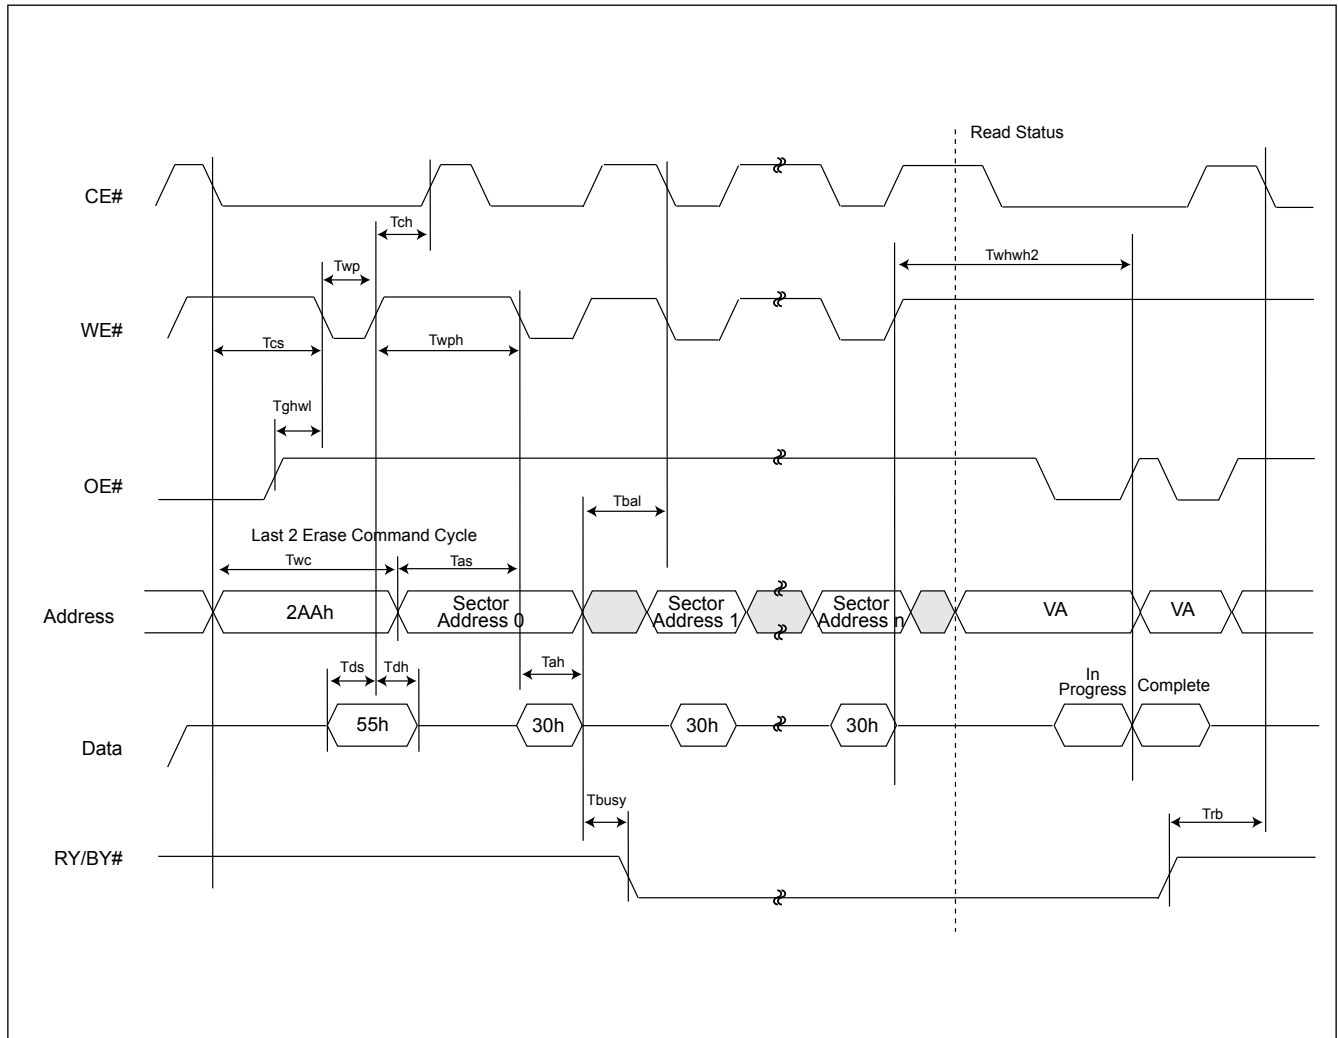 Read Status
CE#
Tch
Twhwh2
Twp
WE#
Tcs
Twph
Tghwl
OE#
Tbal
Last 2 Erase Command Cycle
Twc
Tas
Address
2AAh
Sector
Address 0
Sector
Address 1
Sector
Address n
VA
VA
Tds
Tdh
Tah
In
Progress
Complete
Data
55h
30h
30h
30h
Tbusy
Trb
RY/BY#